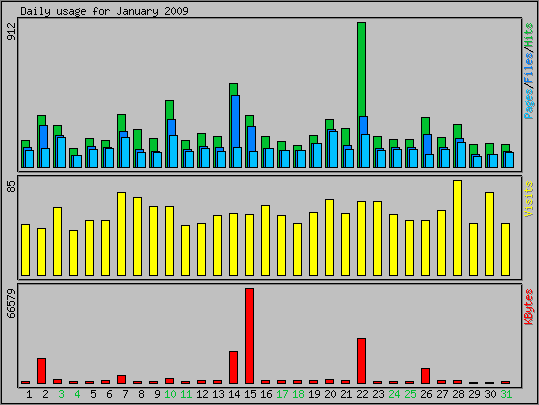 Daily usage for January 2009
912
Pages/Files/Hits
85
Visits
66579
KBytes
1 2 3 4 5 6 7 8 9 10 11 12 13 14 15 16 17 18 19 20 21 22 23 24 25 26 27 28 29 30 31